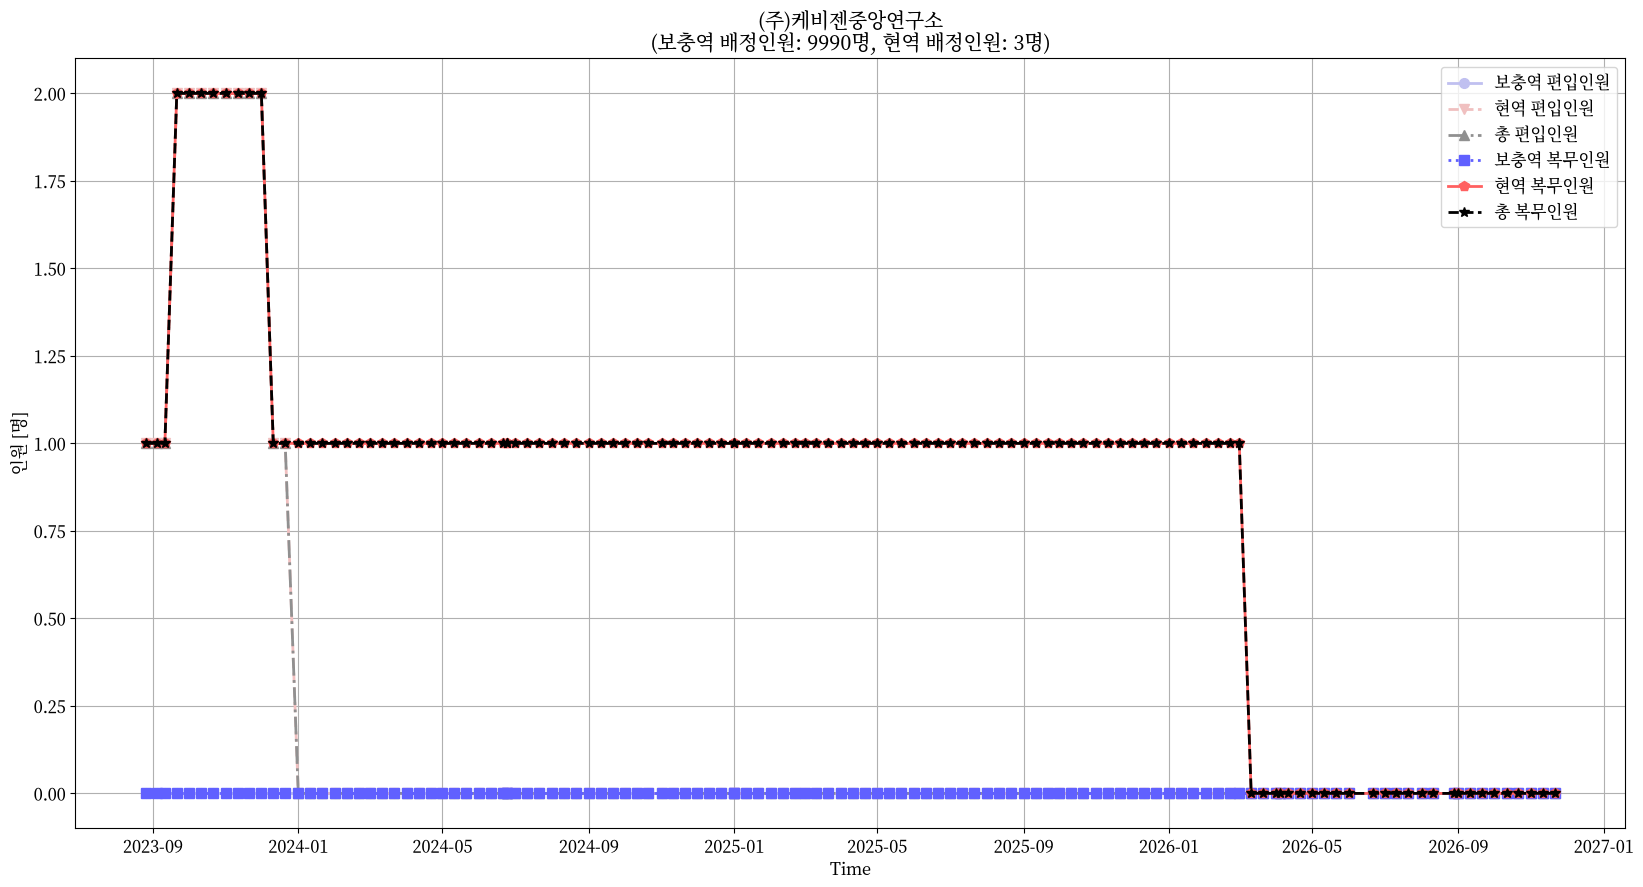 (주)케비젠중앙연구소
(보충역 배정인원: 9990명, 현역 배정인원: 3명)
보충역 편입인원
현역 편입인원
총 편입인원
보충역 복무인원
현역 복무인원
총 복무인원
인원 [명]
2.00
1.75
1.50
1.25
1.00
0.75
0.50
0.25
0.00
2023-09
2024-01
2024-05
2024-09
2025-01
2025-05
2025-09
2026-01
2026-05
2026-09
2027-01
Time